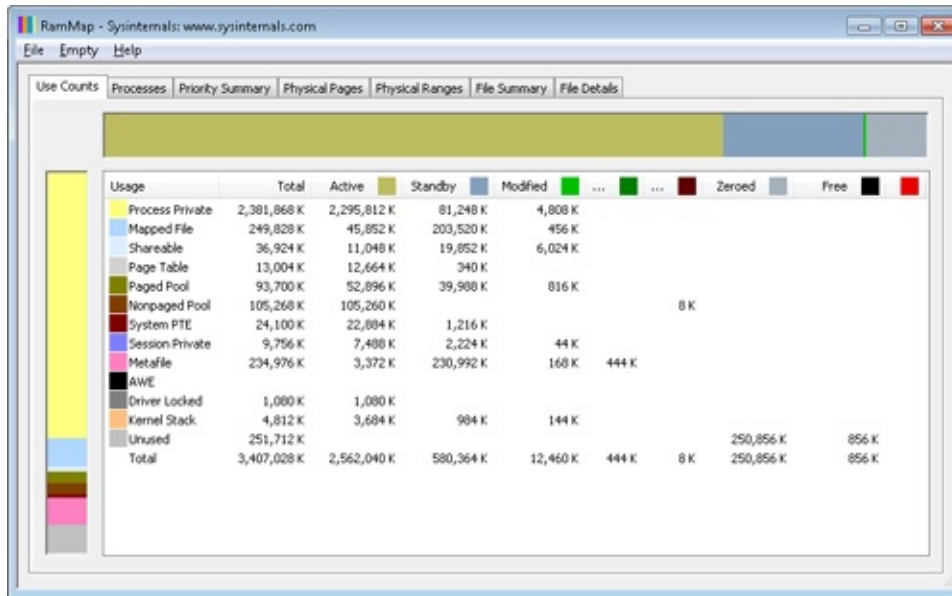 RamMap - Sysinternals: www.sysinternals.com
File Empty Help
Use Counts Processes Priority Summary Physical Pages Physical Ranges File Summary File Details
Usage Total Active Standby Modified ... ... Zeroed Free
Process Private 2,381,868 K 2,295,812 K 81,248 K 4,808 K
Mapped File 249,828 K 45,852 K 203,520 K 456 K
Shareable 36,924 K 11,048 K 19,852 K 6,024 K
Page Table 13,004 K 12,664 K 340 K
Paged Pool 93,700 K 52,896 K 39,988 K 816 K
Nonpaged Pool 105,268 K 105,260 K 8 K
System PTE 24,100 K 22,884 K 1,216 K
Session Private 9,756 K 7,488 K 2,224 K 44 K
Metafile 234,976 K 3,372 K 230,992 K 168 K 444 K
AWE
Driver Locked 1,080 K 1,080 K
Kernel Stack 4,812 K 3,684 K 984 K 144 K
Unused 251,712 K 250,856 K 856 K
Total 3,407,028 K 2,562,040 K 580,364 K 12,460 K 444 K 8 K 250,856 K 856 K